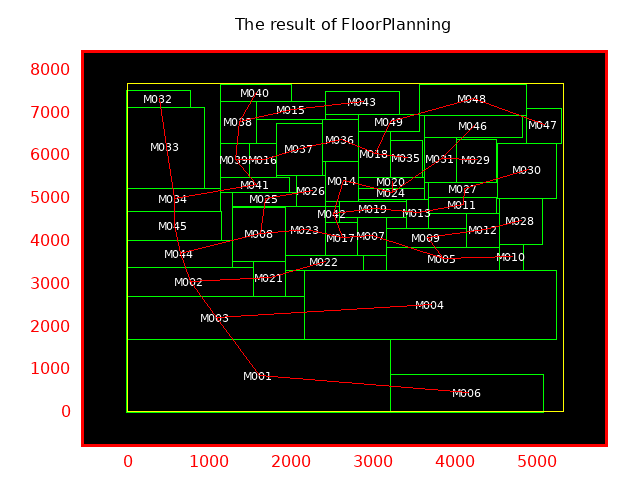 The result of FloorPlanning
8000
7000
6000
5000
4000
3000
2000
1000
0
M032 M040 M043 M048
M015
M038 M049 M046 M047
M033 M039 M016 M037 M036 M018 M035 M031 M029
M030
M034 M041 M026 M014 M020 M024 M027
M025 M042 M019 M013 M011
M045 M008 M023 M017 M007 M009 M012 M028
M044 M022 M005 M010
M002 M021
M003 M004
M001 M006
0 1000 2000 3000 4000 5000